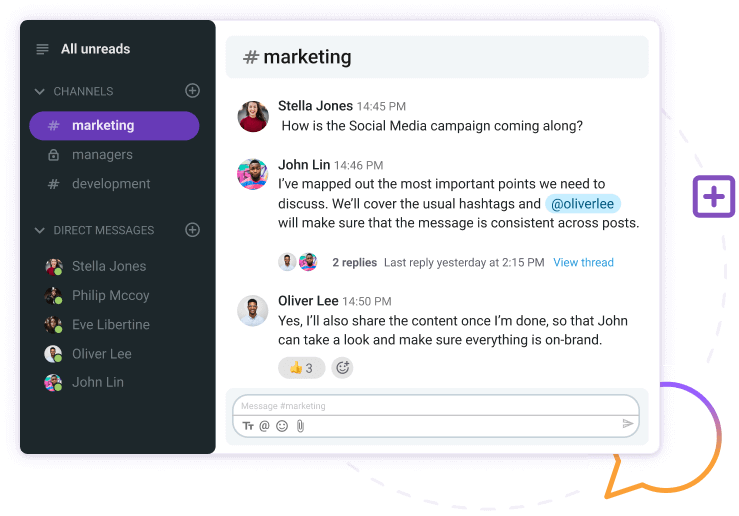 All unreads
CHANNELS
# marketing
managers
# development
DIRECT MESSAGES
Stella Jones
Philip Mccoy
Eve Libertine
Oliver Lee
John Lin
# marketing
Stella Jones 14:45 PM
How is the Social Media campaign coming along?
John Lin 14:46 PM
I’ve mapped out the most important points we need to
discuss. We’ll cover the usual hashtags and @oliverlee
will make sure that the message is consistent across posts.
2 replies Last reply yesterday at 2:15 PM View thread
Oliver Lee 14:50 PM
Yes, I’ll also share the content once I’m done, so that John
can take a look and make sure everything is on-brand.
👍 3
Message #marketing
Tт @